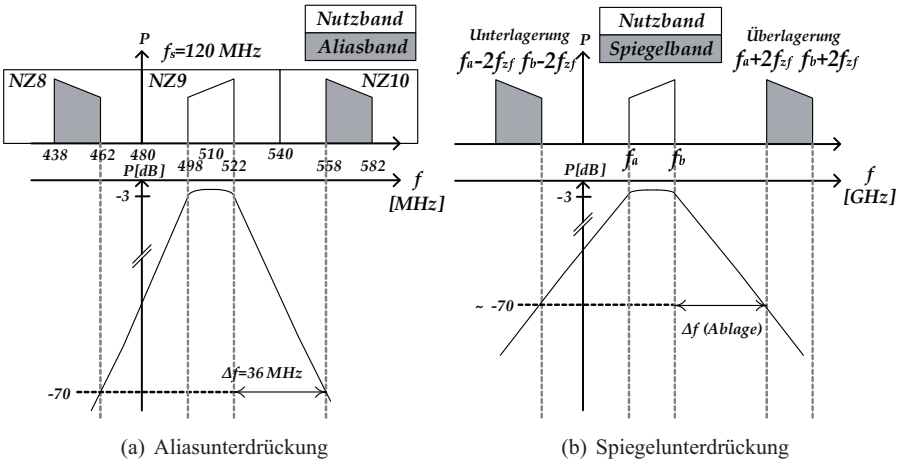 Nutzband
Aliasband
P
fs=120 MHz
NZ8
NZ9
NZ10
438
462
480
498
510
522
540
558
582
P[dB]
f
[MHz]
-3
-70
Δf=36 MHz
(a) Aliasunterdrückung
Nutzband
Spiegelband
Unterlagerung
fa-2fzf fb-2fzf
P
Überlagerung
fa+2fzf fb+2fzf
fa
fb
P[dB]
f
[GHz]
-3
~ -70
Δf (Ablage)
(b) Spiegelunterdrückung